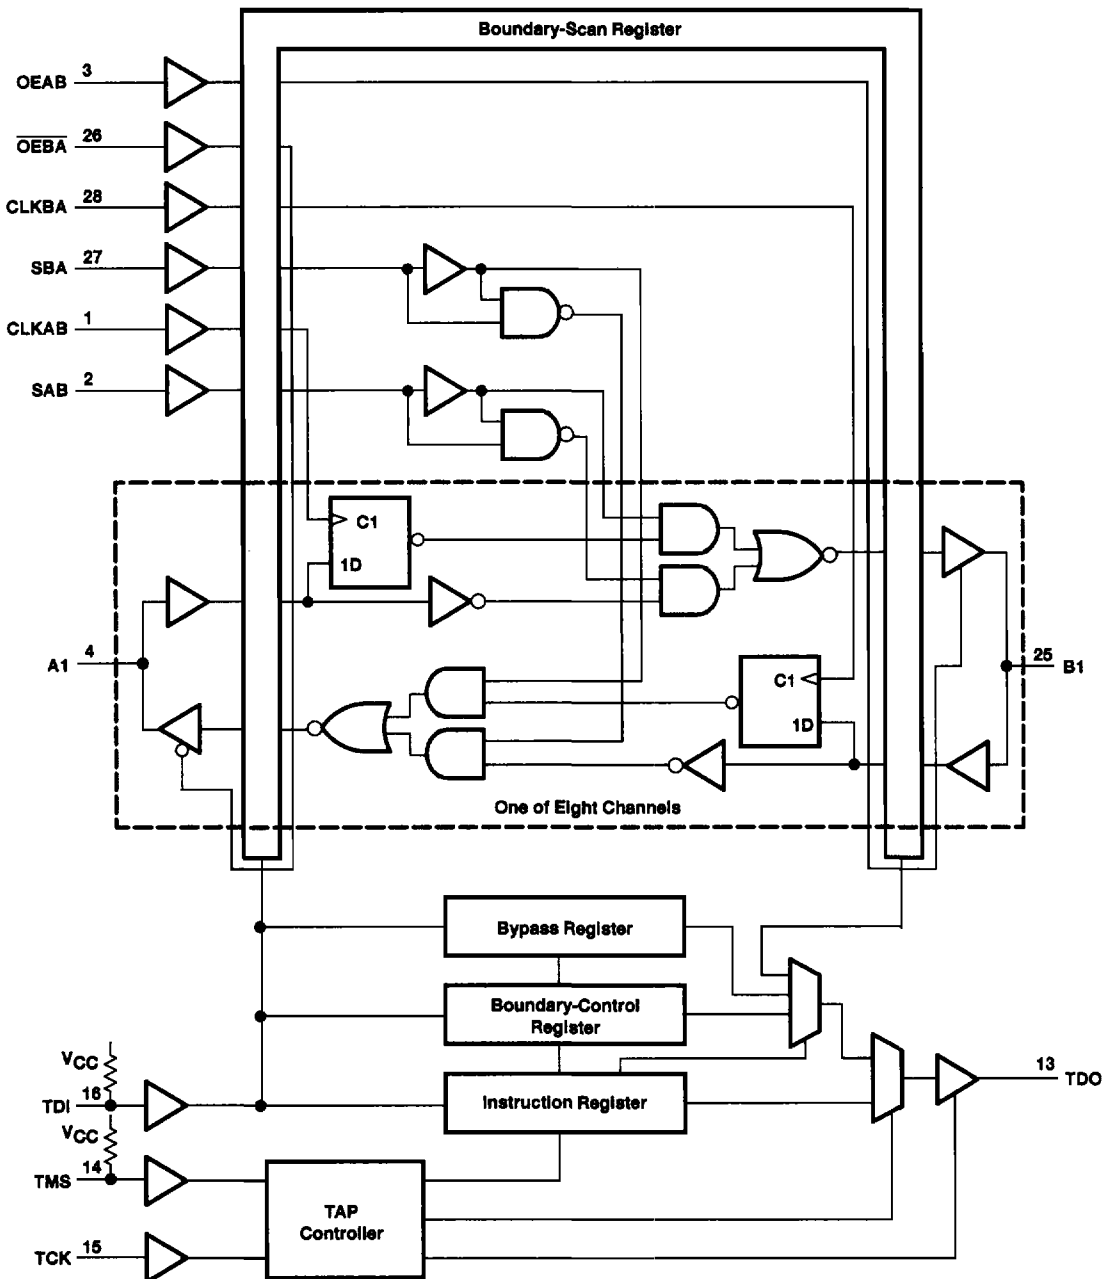 Boundary-Scan Register
OEAB 3
OEBA 26
CLKBA 28
SBA 27
CLKAB 1
SAB 2
C1
1D
A1 4
C1
1D
25 B1
One of Eight Channels
Bypass Register
Boundary-Control
Register
VCC
TDI 16
Instruction Register
13 TDO
VCC
TMS 14
TAP
Controller
TCK 15